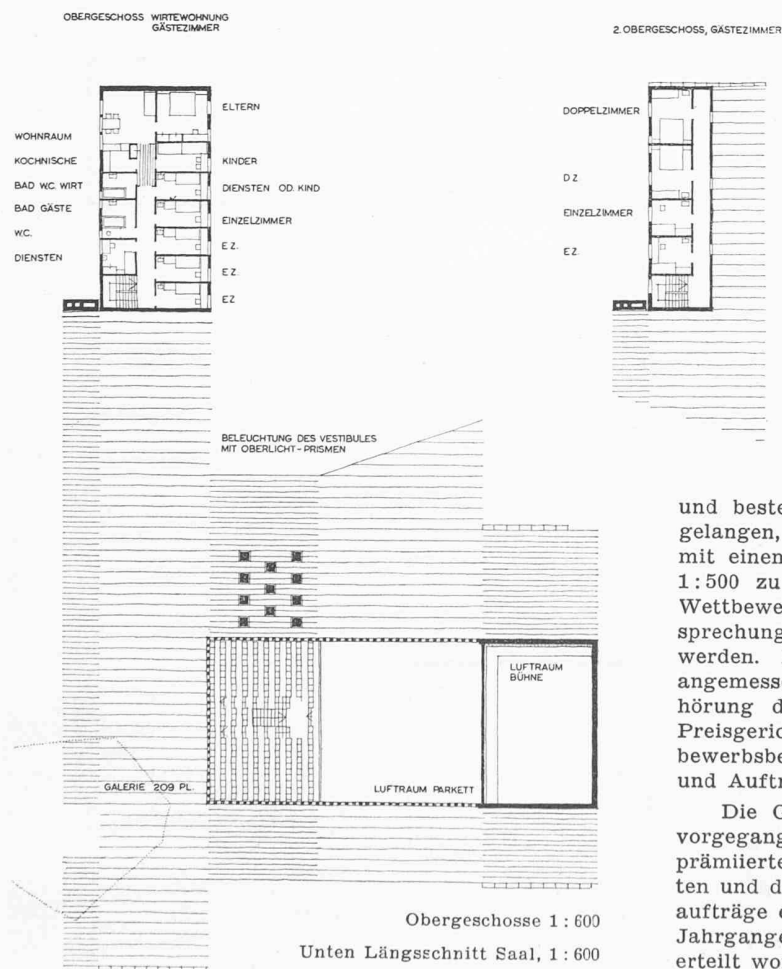 OBERGESCHOSS WIRTEWOHNUNG
GÄSTEZIMMER
2. OBERGESCHOSS, GÄSTEZIMMER
ELTERN
WOHNRAUM
KOCHNISCHE
KINDER
BAD W.C. WIRT
DIENSTEN OD. KIND
BAD GÄSTE
EINZELZIMMER
W.C.
E.Z.
DIENSTEN
E.Z.
EZ
DOPPELZIMMER
D.Z.
EINZELZIMMER
E.Z.
BELEUCHTUNG DES VESTIBULES
MIT OBERLICHT-PRISMEN
LUFTRAUM
BÜHNE
GALERIE 209 PL.
LUFTRAUM PARKETT
Obergeschosse 1 : 600
Unten Längsschnitt Saal, 1 : 600
und beste
gelangen,
mit einen
1 : 500 zu
Wettbewe
sprechung
werden.
angemess
hörung d
Preisgeric
bewerbsbe
und Auftr
Die G
vorgegang
prämiierte
ten und d
aufträge e
Jahrgange
erteilt wo